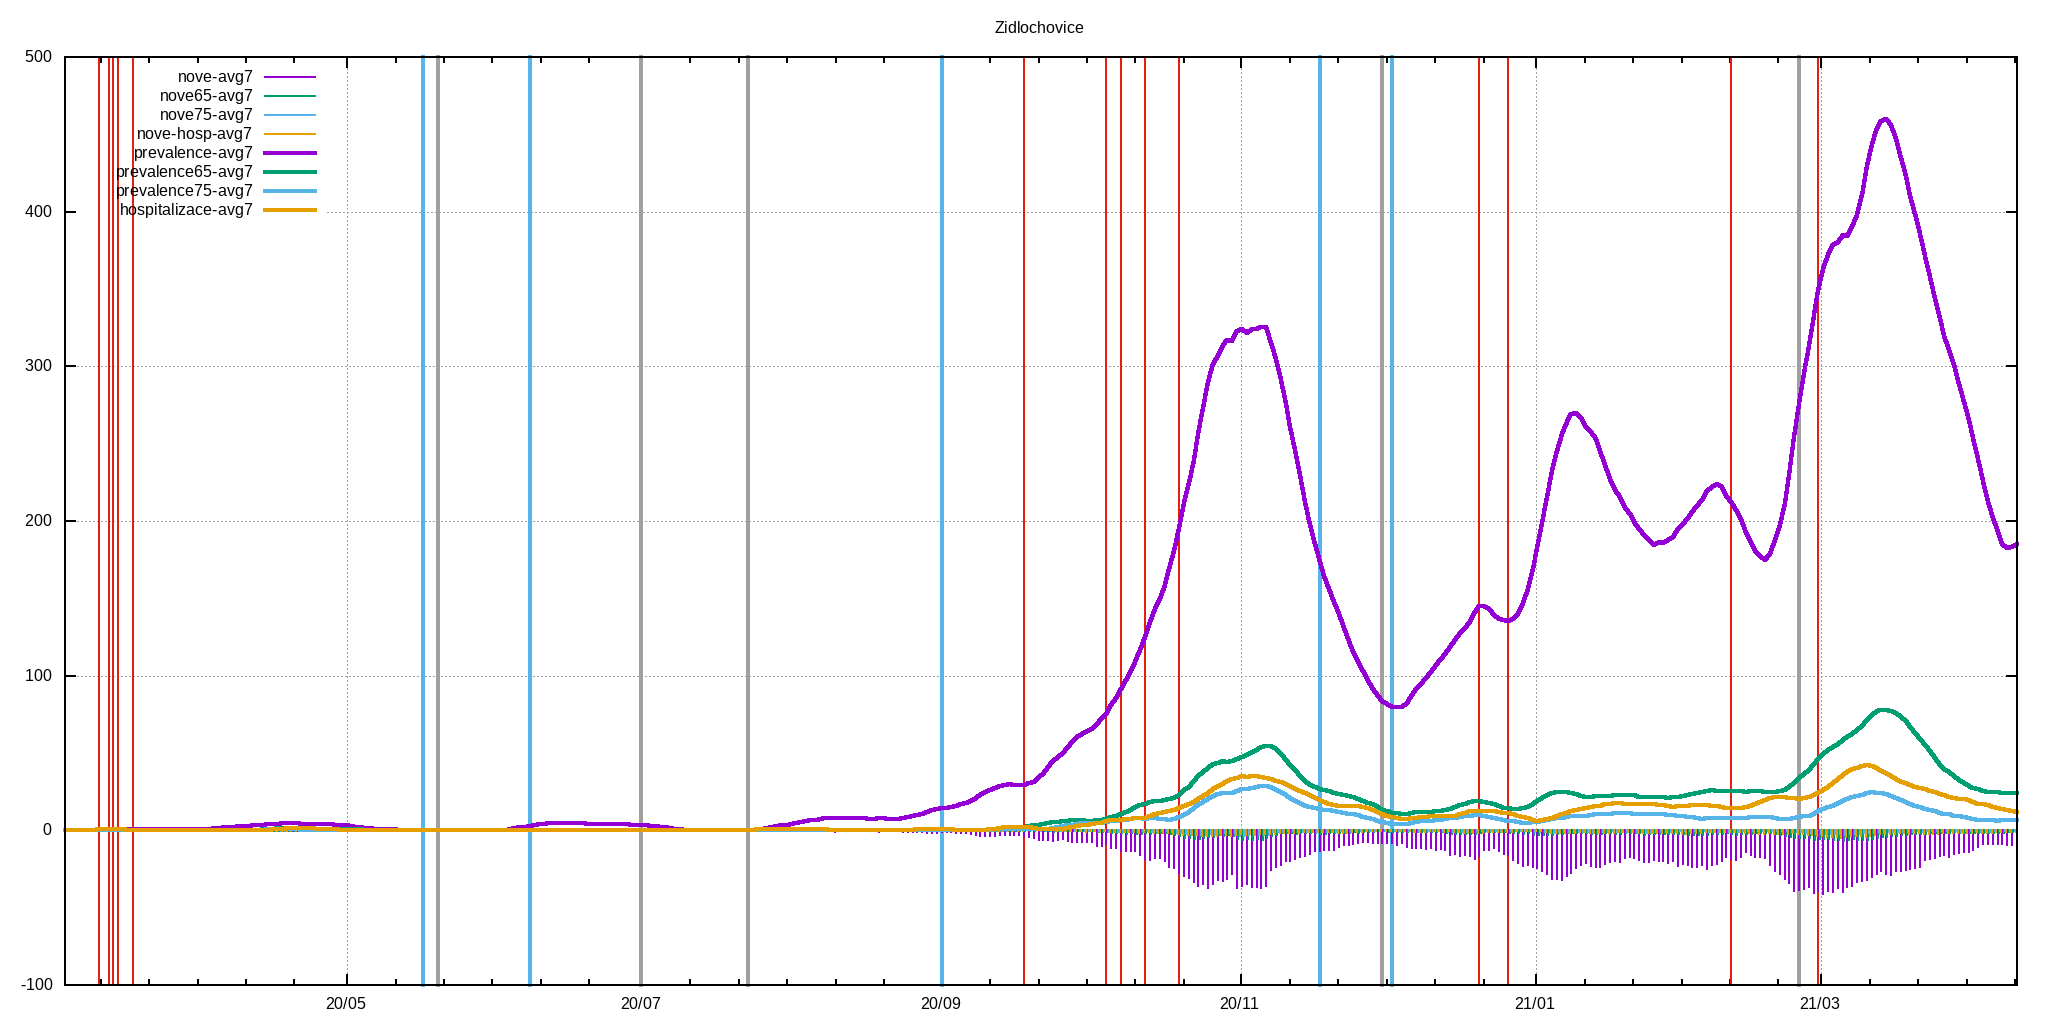 Zidlochovice
500
nove-avg7
nove65-avg7
nove75-avg7
nove-hosp-avg7
prevalence-avg7
prevalence65-avg7
prevalence75-avg7
hospitalizace-avg7
400
300
200
100
0
-100
20/05 20/07 20/09 20/11 21/01 21/03